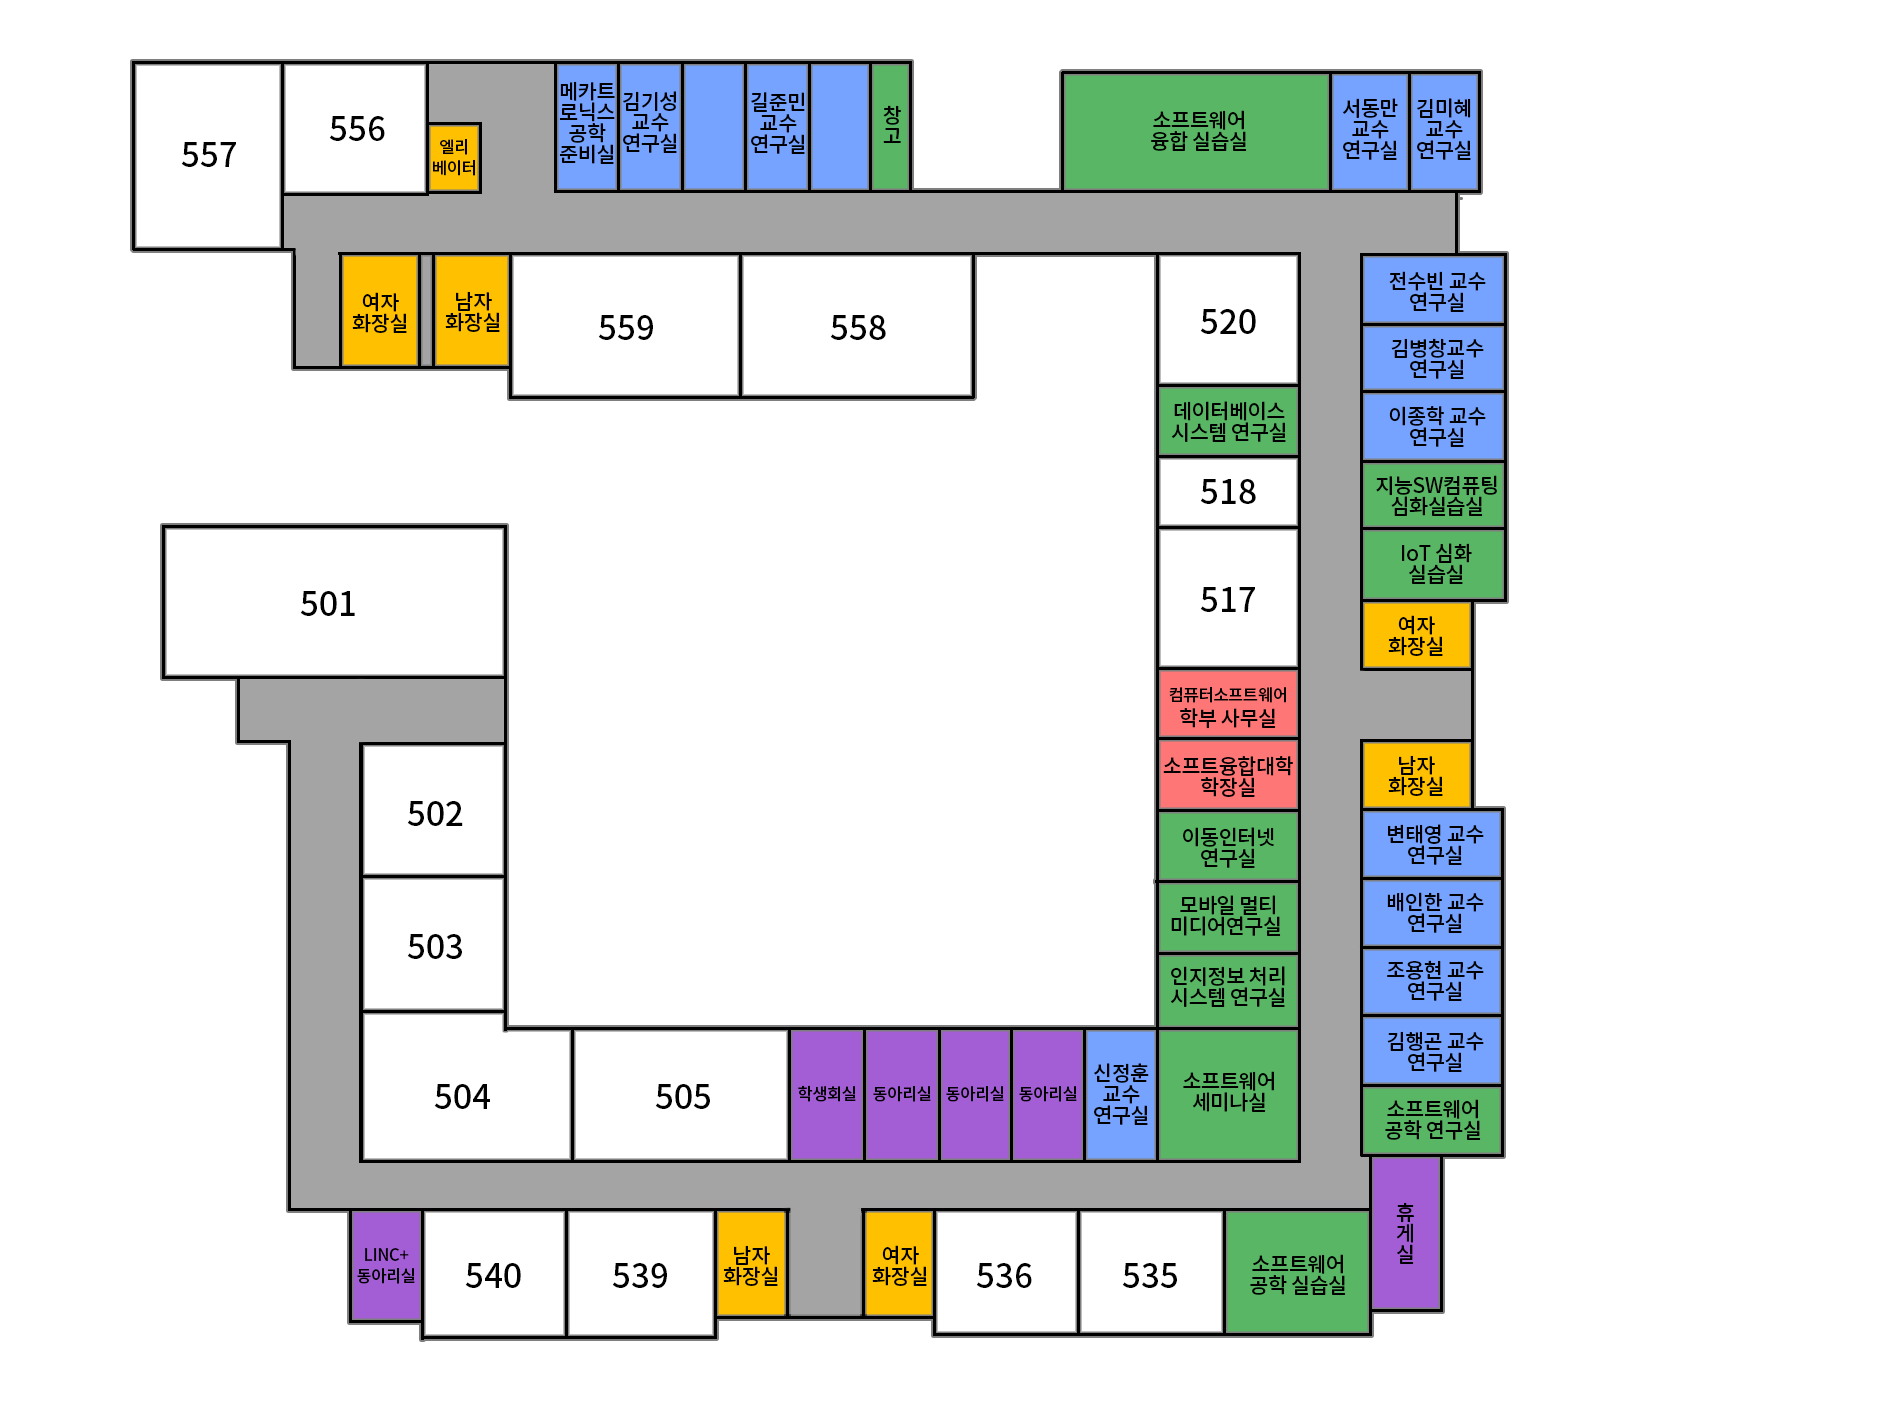 557
556
엘리
베이터
메카트
로닉스
공학
준비실
김기성
교수
연구실
길준민
교수
연구실
창
고
소프트웨어
융합 실습실
서동만
교수
연구실
김미혜
교수
연구실
여자
화장실
남자
화장실
559
558
520
데이터베이스
시스템 연구실
518
517
컴퓨터소프트웨어
학부 사무실
소프트융합대학
학장실
이동인터넷
연구실
모바일 멀티
미디어연구실
인지정보 처리
시스템 연구실
전수빈 교수
연구실
김병창교수
연구실
이종학 교수
연구실
지능SW컴퓨팅
심화실습실
IoT 심화
실습실
여자
화장실
남자
화장실
변태영 교수
연구실
배인한 교수
연구실
조용현 교수
연구실
김행곤 교수
연구실
소프트웨어
공학 연구실
501
502
503
504
505
학생회실
동아리실
동아리실
동아리실
신정훈
교수
연구실
소프트웨어
세미나실
LINC+
동아리실
540
539
남자
화장실
여자
화장실
536
535
소프트웨어
공학 실습실
휴
게
실